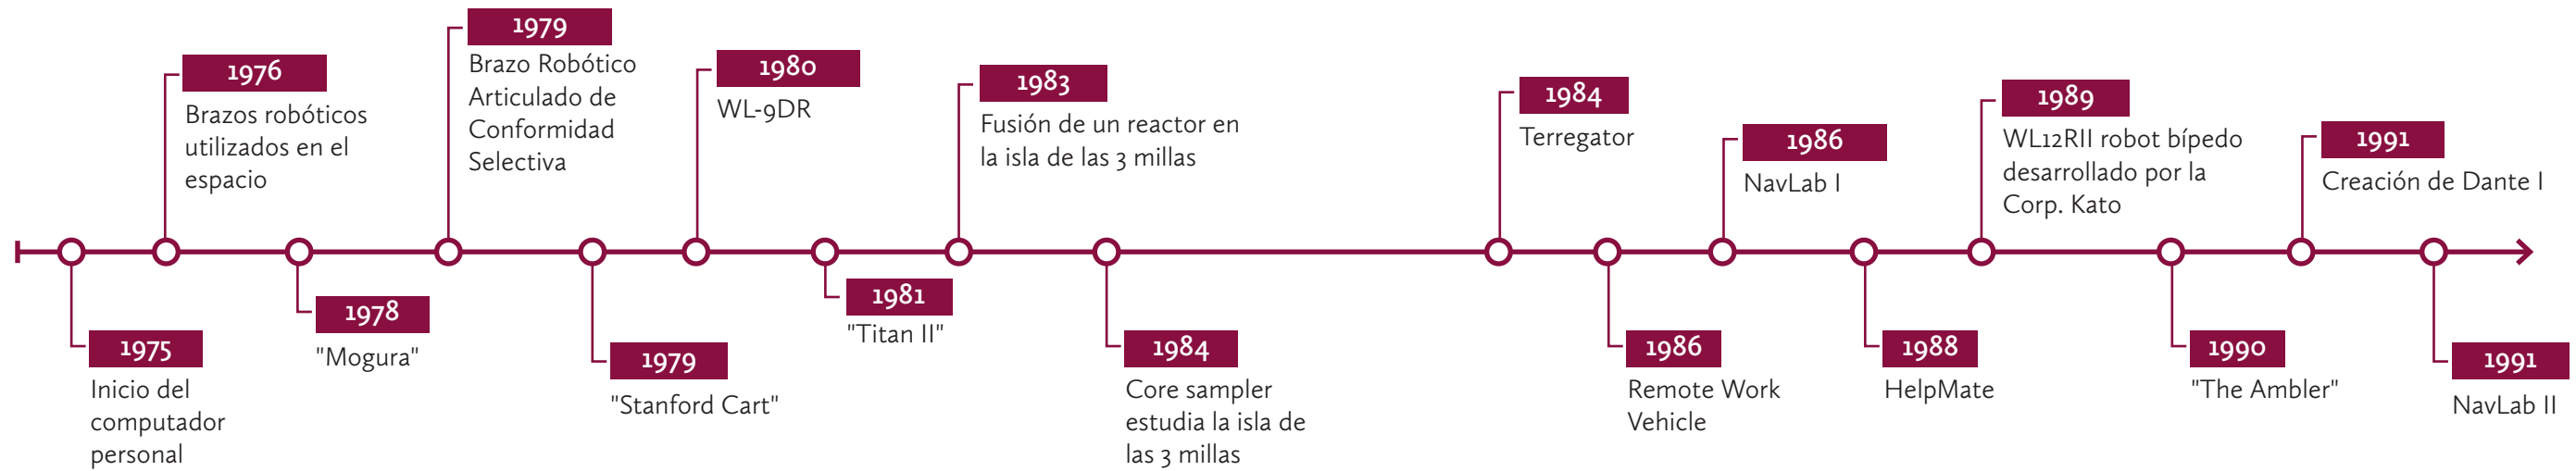 1975
Inicio del
computador
personal
1976
Brazos robóticos
utilizados en el
espacio
1978
"Mogura"
1979
Brazo Robótico
Articulado de
Conformidad
Selectiva
1979
"Stanford Cart"
1980
WL-9DR
1981
"Titan II"
1983
Fusión de un reactor en
la isla de las 3 millas
1984
Core sampler
estudia la isla de
las 3 millas
1984
Terregator
1986
Remote Work
Vehicle
1986
NavLab I
1988
HelpMate
1989
WL12RII robot bípedo
desarrollado por la
Corp. Kato
1990
"The Ambler"
1991
Creación de Dante I
1991
NavLab II